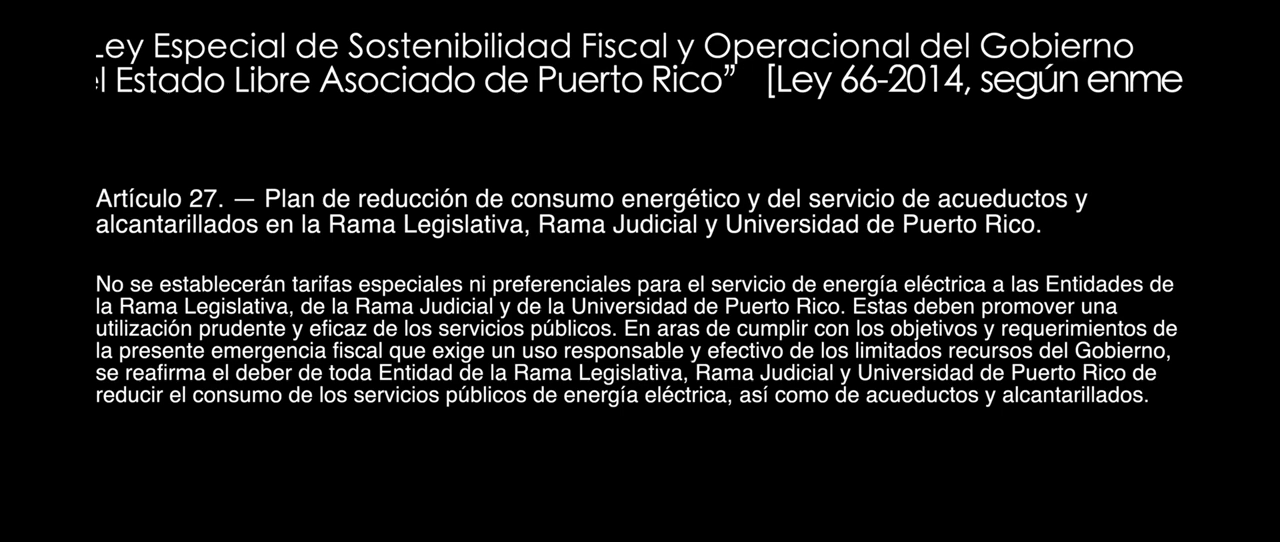 Ley Especial de Sostenibilidad Fiscal y Operacional del Gobierno
el Estado Libre Asociado de Puerto Rico” [Ley 66-2014, según enme
Artículo 27. — Plan de reducción de consumo energético y del servicio de acueductos y
alcantarillados en la Rama Legislativa, Rama Judicial y Universidad de Puerto Rico.
No se establecerán tarifas especiales ni preferenciales para el servicio de energía eléctrica a las Entidades de
la Rama Legislativa, de la Rama Judicial y de la Universidad de Puerto Rico. Estas deben promover una
utilización prudente y eficaz de los servicios públicos. En aras de cumplir con los objetivos y requerimientos de
la presente emergencia fiscal que exige un uso responsable y efectivo de los limitados recursos del Gobierno,
se reafirma el deber de toda Entidad de la Rama Legislativa, Rama Judicial y Universidad de Puerto Rico de
reducir el consumo de los servicios públicos de energía eléctrica, así como de acueductos y alcantarillados.